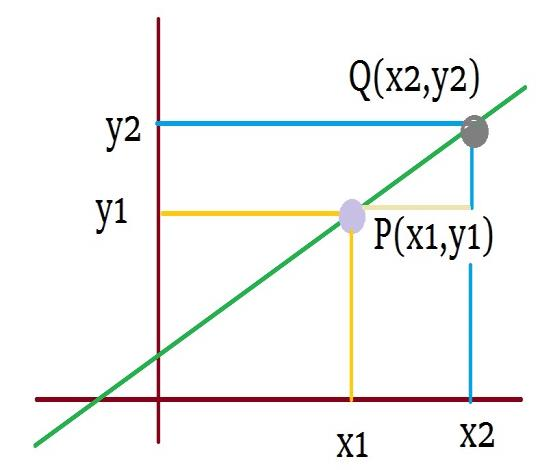 Q(x2,y2)
y2
y1
P(x1,y1)
x1
x2